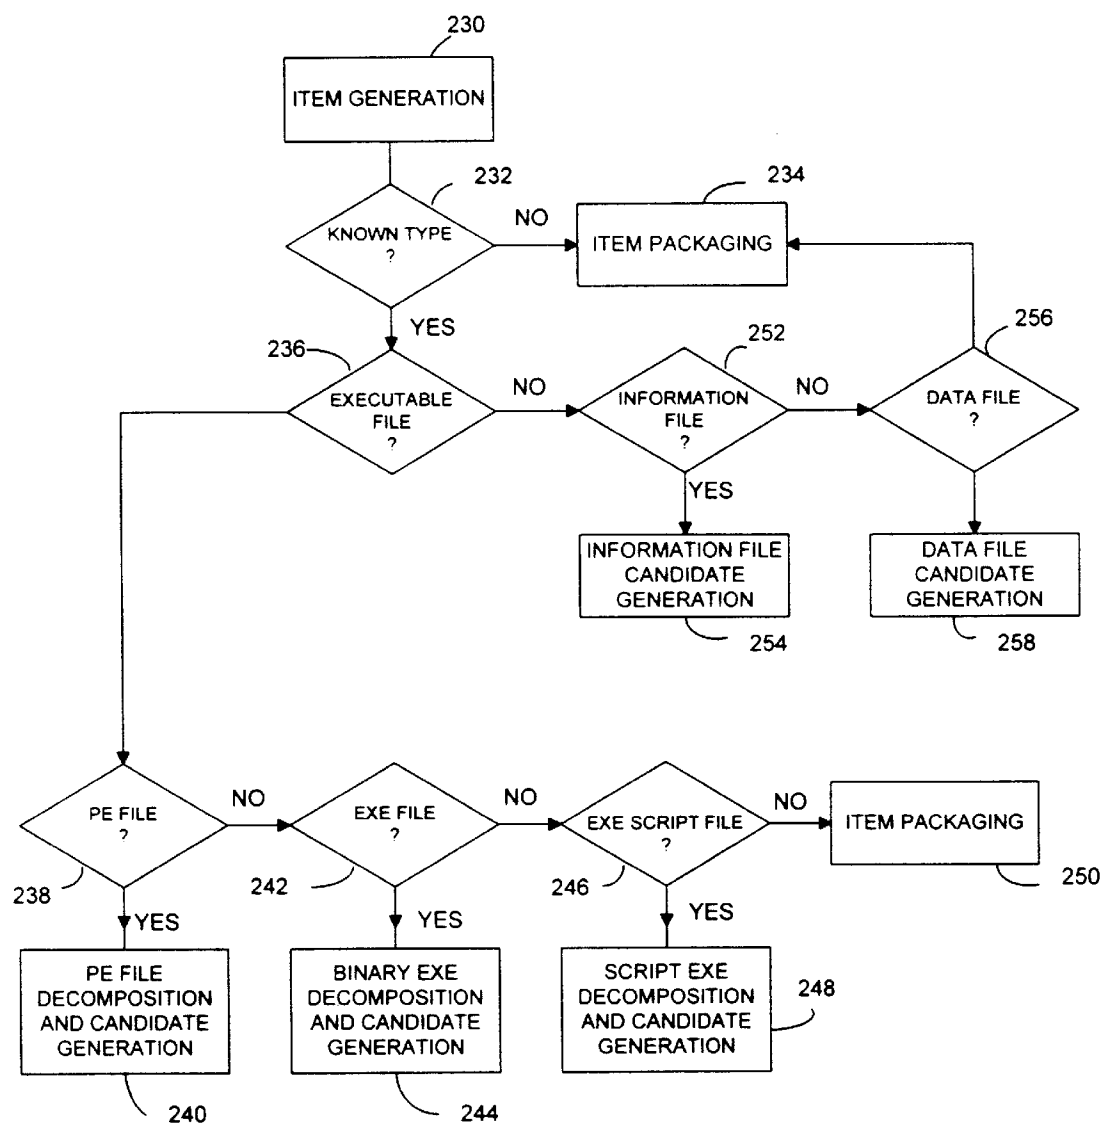 230
ITEM GENERATION
232
234
KNOWN TYPE
?
NO
ITEM PACKAGING
YES
236
252
256
EXECUTABLE
FILE
?
NO
INFORMATION
FILE
?
NO
DATA FILE
?
YES
INFORMATION FILE
CANDIDATE
GENERATION
254
DATA FILE
CANDIDATE
GENERATION
258
PE FILE
?
238
NO
EXE FILE
?
242
NO
EXE SCRIPT FILE
?
246
NO
ITEM PACKAGING
250
YES
YES
YES
PE FILE
DECOMPOSITION
AND CANDIDATE
GENERATION
240
BINARY EXE
DECOMPOSITION
AND CANDIDATE
GENERATION
244
SCRIPT EXE
DECOMPOSITION
AND CANDIDATE
GENERATION
248